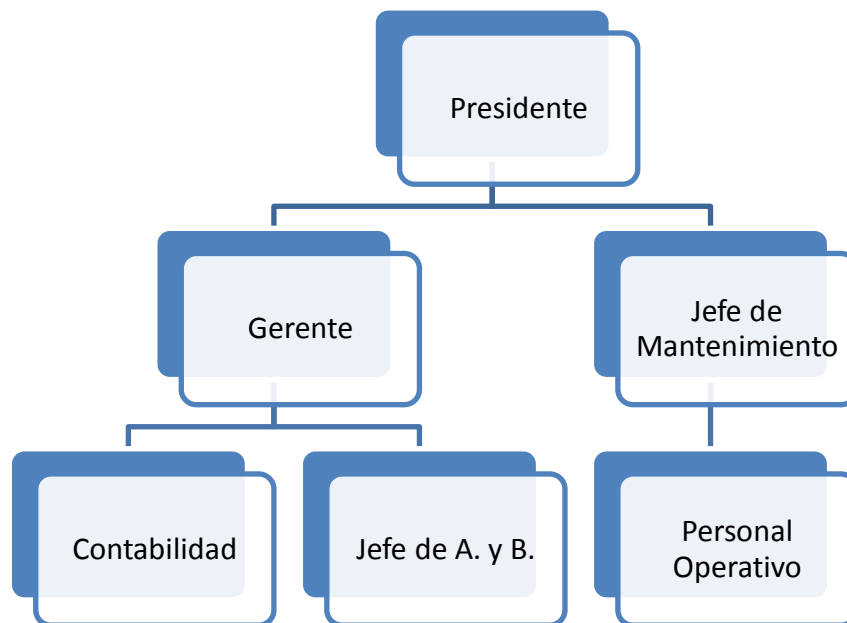 Presidente
Gerente
Jefe de
Mantenimiento
Contabilidad
Jefe de A. y B.
Personal
Operativo